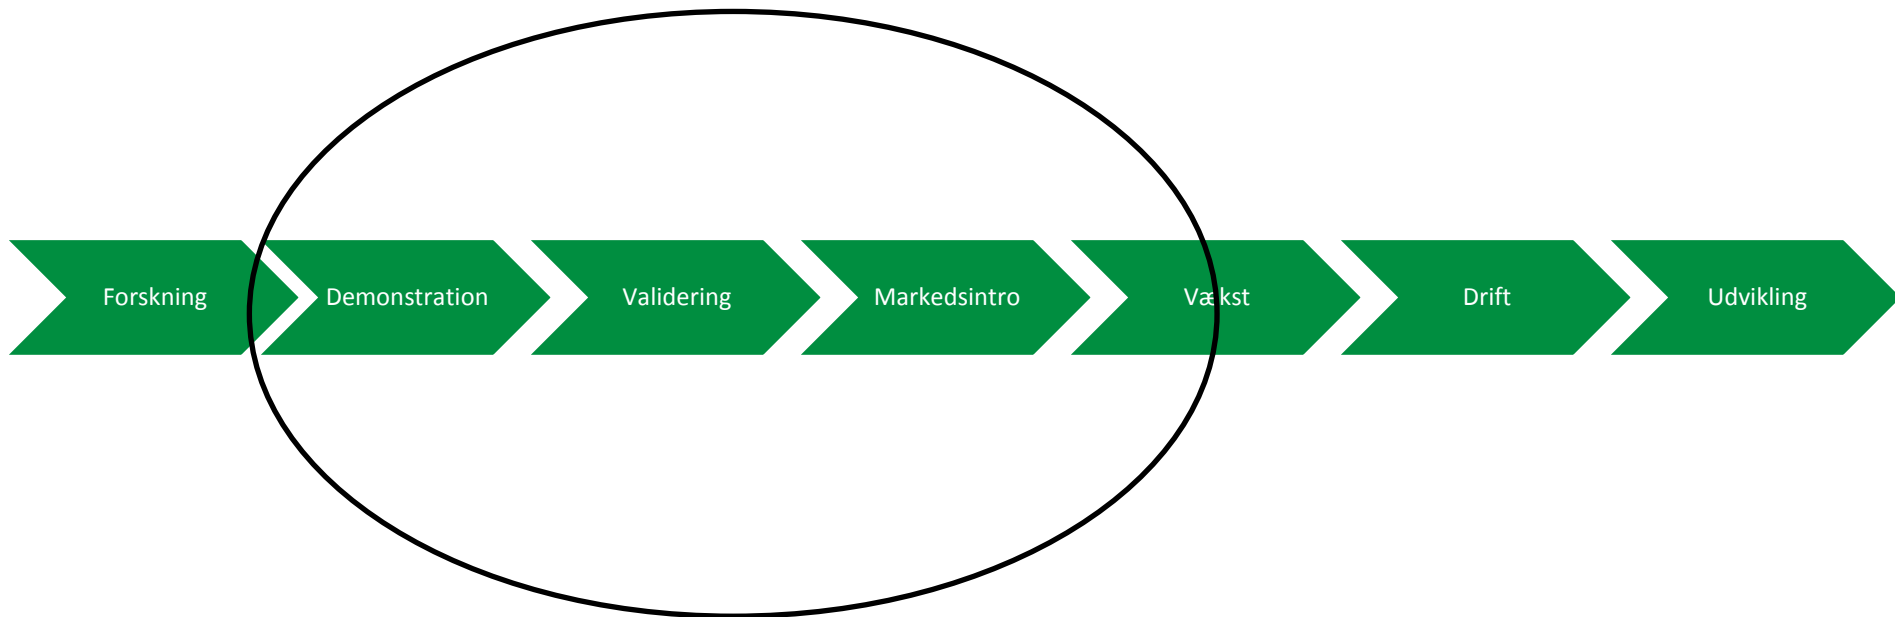 Forskning
Demonstration
Validering
Markedsintro
Vækst
Drift
Udvikling